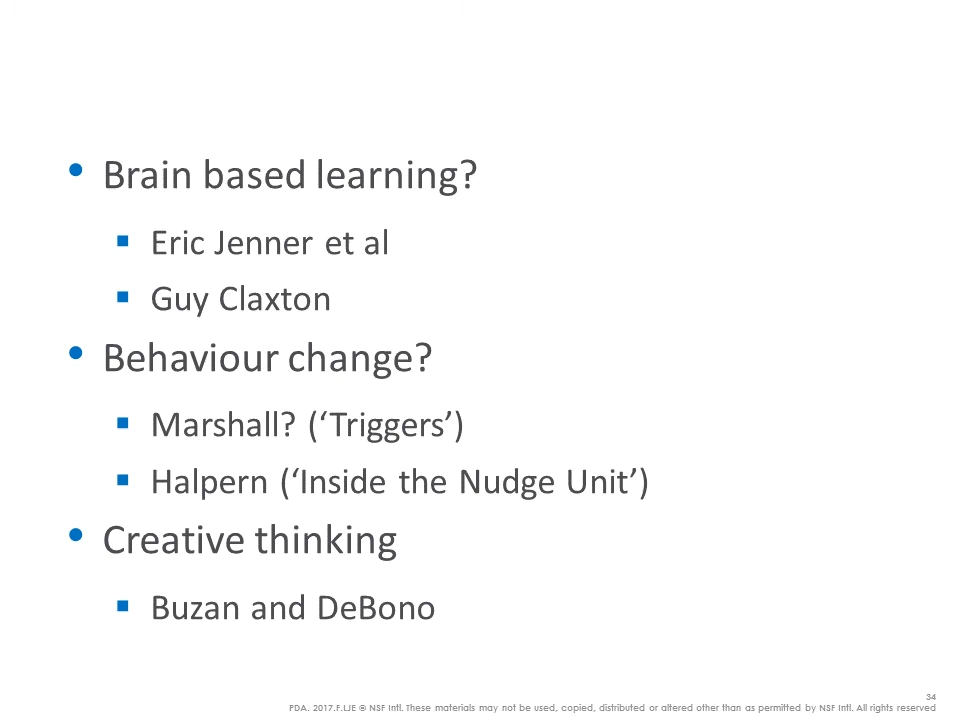 • Brain based learning?
▪ Eric Jenner et al
▪ Guy Claxton
• Behaviour change?
▪ Marshall? (‘Triggers’)
▪ Halpern (‘Inside the Nudge Unit’)
• Creative thinking
▪ Buzan and DeBono
34
PDA. 2017.F.LJE ® NSF Intl. These materials may not be used, copied, distributed or altered other than as permitted by NSF Intl. All rights reserved